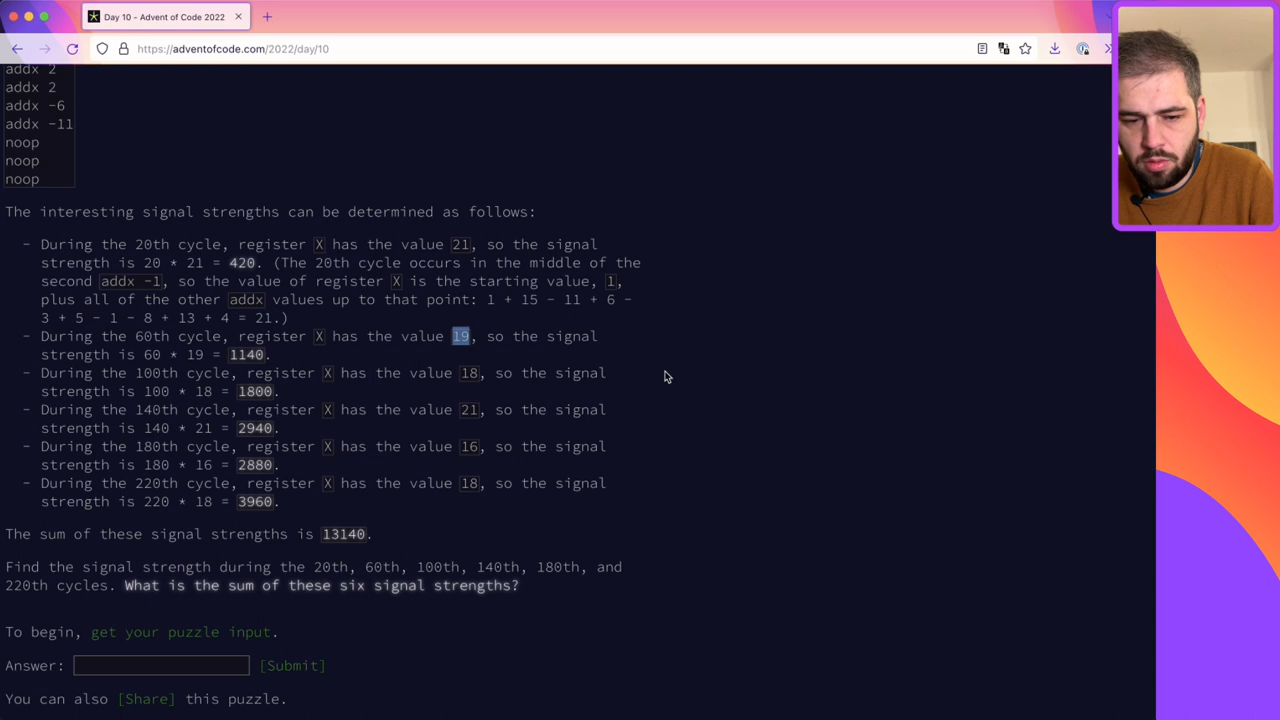 Day 10 - Advent of Code 2022
https://adventofcode.com/2022/day/10
addx 2
addx 2
addx -6
addx -11
noop
noop
noop
The interesting signal strengths can be determined as follows:
- During the 20th cycle, register X has the value 21, so the signal
strength is 20 * 21 = 420. (The 20th cycle occurs in the middle of the
second addx -1, so the value of register X is the starting value, 1,
plus all of the other addx values up to that point: 1 + 15 - 11 + 6 -
3 + 5 - 1 - 8 + 13 + 4 = 21.)
- During the 60th cycle, register X has the value 19, so the signal
strength is 60 * 19 = 1140.
- During the 100th cycle, register X has the value 18, so the signal
strength is 100 * 18 = 1800.
- During the 140th cycle, register X has the value 21, so the signal
strength is 140 * 21 = 2940.
- During the 180th cycle, register X has the value 16, so the signal
strength is 180 * 16 = 2880.
- During the 220th cycle, register X has the value 18, so the signal
strength is 220 * 18 = 3960.
The sum of these signal strengths is 13140.
Find the signal strength during the 20th, 60th, 100th, 140th, 180th, and
220th cycles. What is the sum of these six signal strengths?
To begin, get your puzzle input.
Answer: [Submit]
You can also [Share] this puzzle.